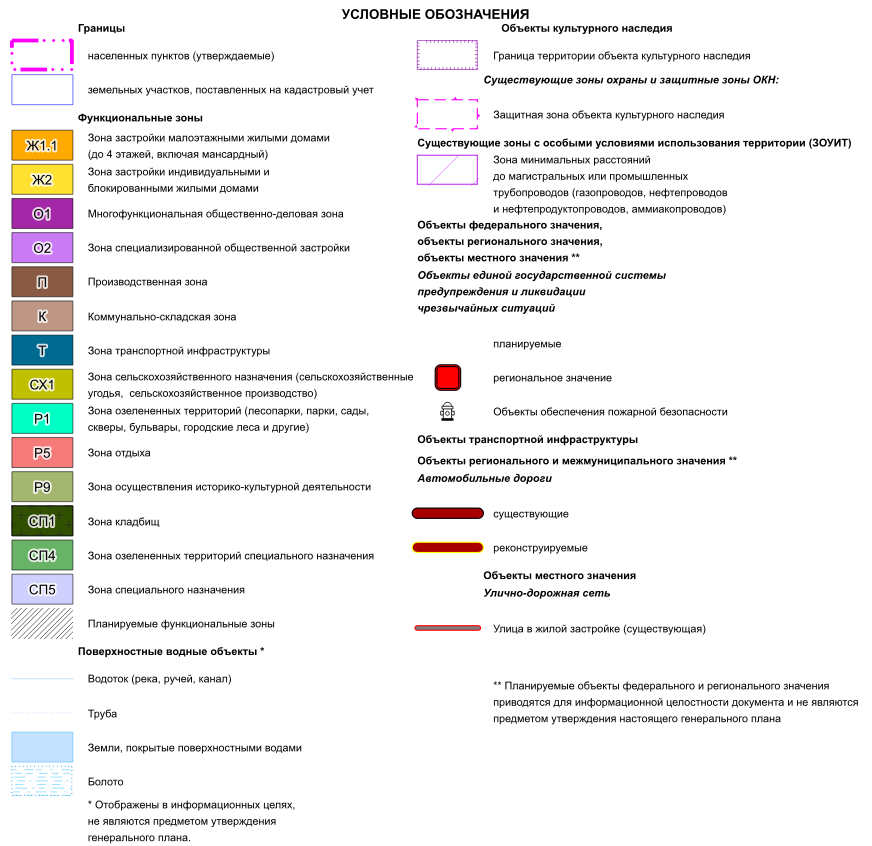 УСЛОВНЫЕ ОБОЗНАЧЕНИЯ
Границы
населенных пунктов (утверждаемые)
земельных участков, поставленных на кадастровый учет
Функциональные зоны
Ж1.1
Зона застройки малоэтажными жилыми домами
(до 4 этажей, включая мансардный)
Ж2
Зона застройки индивидуальными и
блокированными жилыми домами
О1
Многофункциональная общественно-деловая зона
О2
Зона специализированной общественной застройки
П
Производственная зона
К
Коммунально-складская зона
Т
Зона транспортной инфраструктуры
СХ1
Зона сельскохозяйственного назначения (сельскохозяйственные
угодья, сельскохозяйственное производство)
Р1
Зона озелененных территорий (лесопарки, парки, сады,
скверы, бульвары, городские леса и другие)
Р5
Зона отдыха
Р9
Зона осуществления историко-культурной деятельности
СП1
Зона кладбищ
СП4
Зона озелененных территорий специального назначения
СП5
Зона специального назначения
Планируемые функциональные зоны
Поверхностные водные объекты *
Водоток (река, ручей, канал)
Труба
Земли, покрытые поверхностными водами
Болото
* Отображены в информационных целях,
не являются предметом утверждения
генерального плана.
Объекты культурного наследия
Граница территории объекта культурного наследия
Существующие зоны охраны и защитные зоны ОКН:
Защитная зона объекта культурного наследия
Существующие зоны с особыми условиями использования территории (ЗОУИТ)
Зона минимальных расстояний
до магистральных или промышленных
трубопроводов (газопроводов, нефтепроводов
и нефтепродуктопроводов, аммиакопроводов)
Объекты федерального значения,
объекты регионального значения,
объекты местного значения **
Объекты единой государственной системы
предупреждения и ликвидации
чрезвычайных ситуаций
планируемые
региональное значение
Объекты обеспечения пожарной безопасности
Объекты транспортной инфраструктуры
Объекты регионального и межмуниципального значения **
Автомобильные дороги
существующие
реконструируемые
Объекты местного значения
Улично-дорожная сеть
Улица в жилой застройке (существующая)
** Планируемые объекты федерального и регионального значения
приводятся для информационной целостости документа и не являются
предметом утверждения настоящего генерального плана